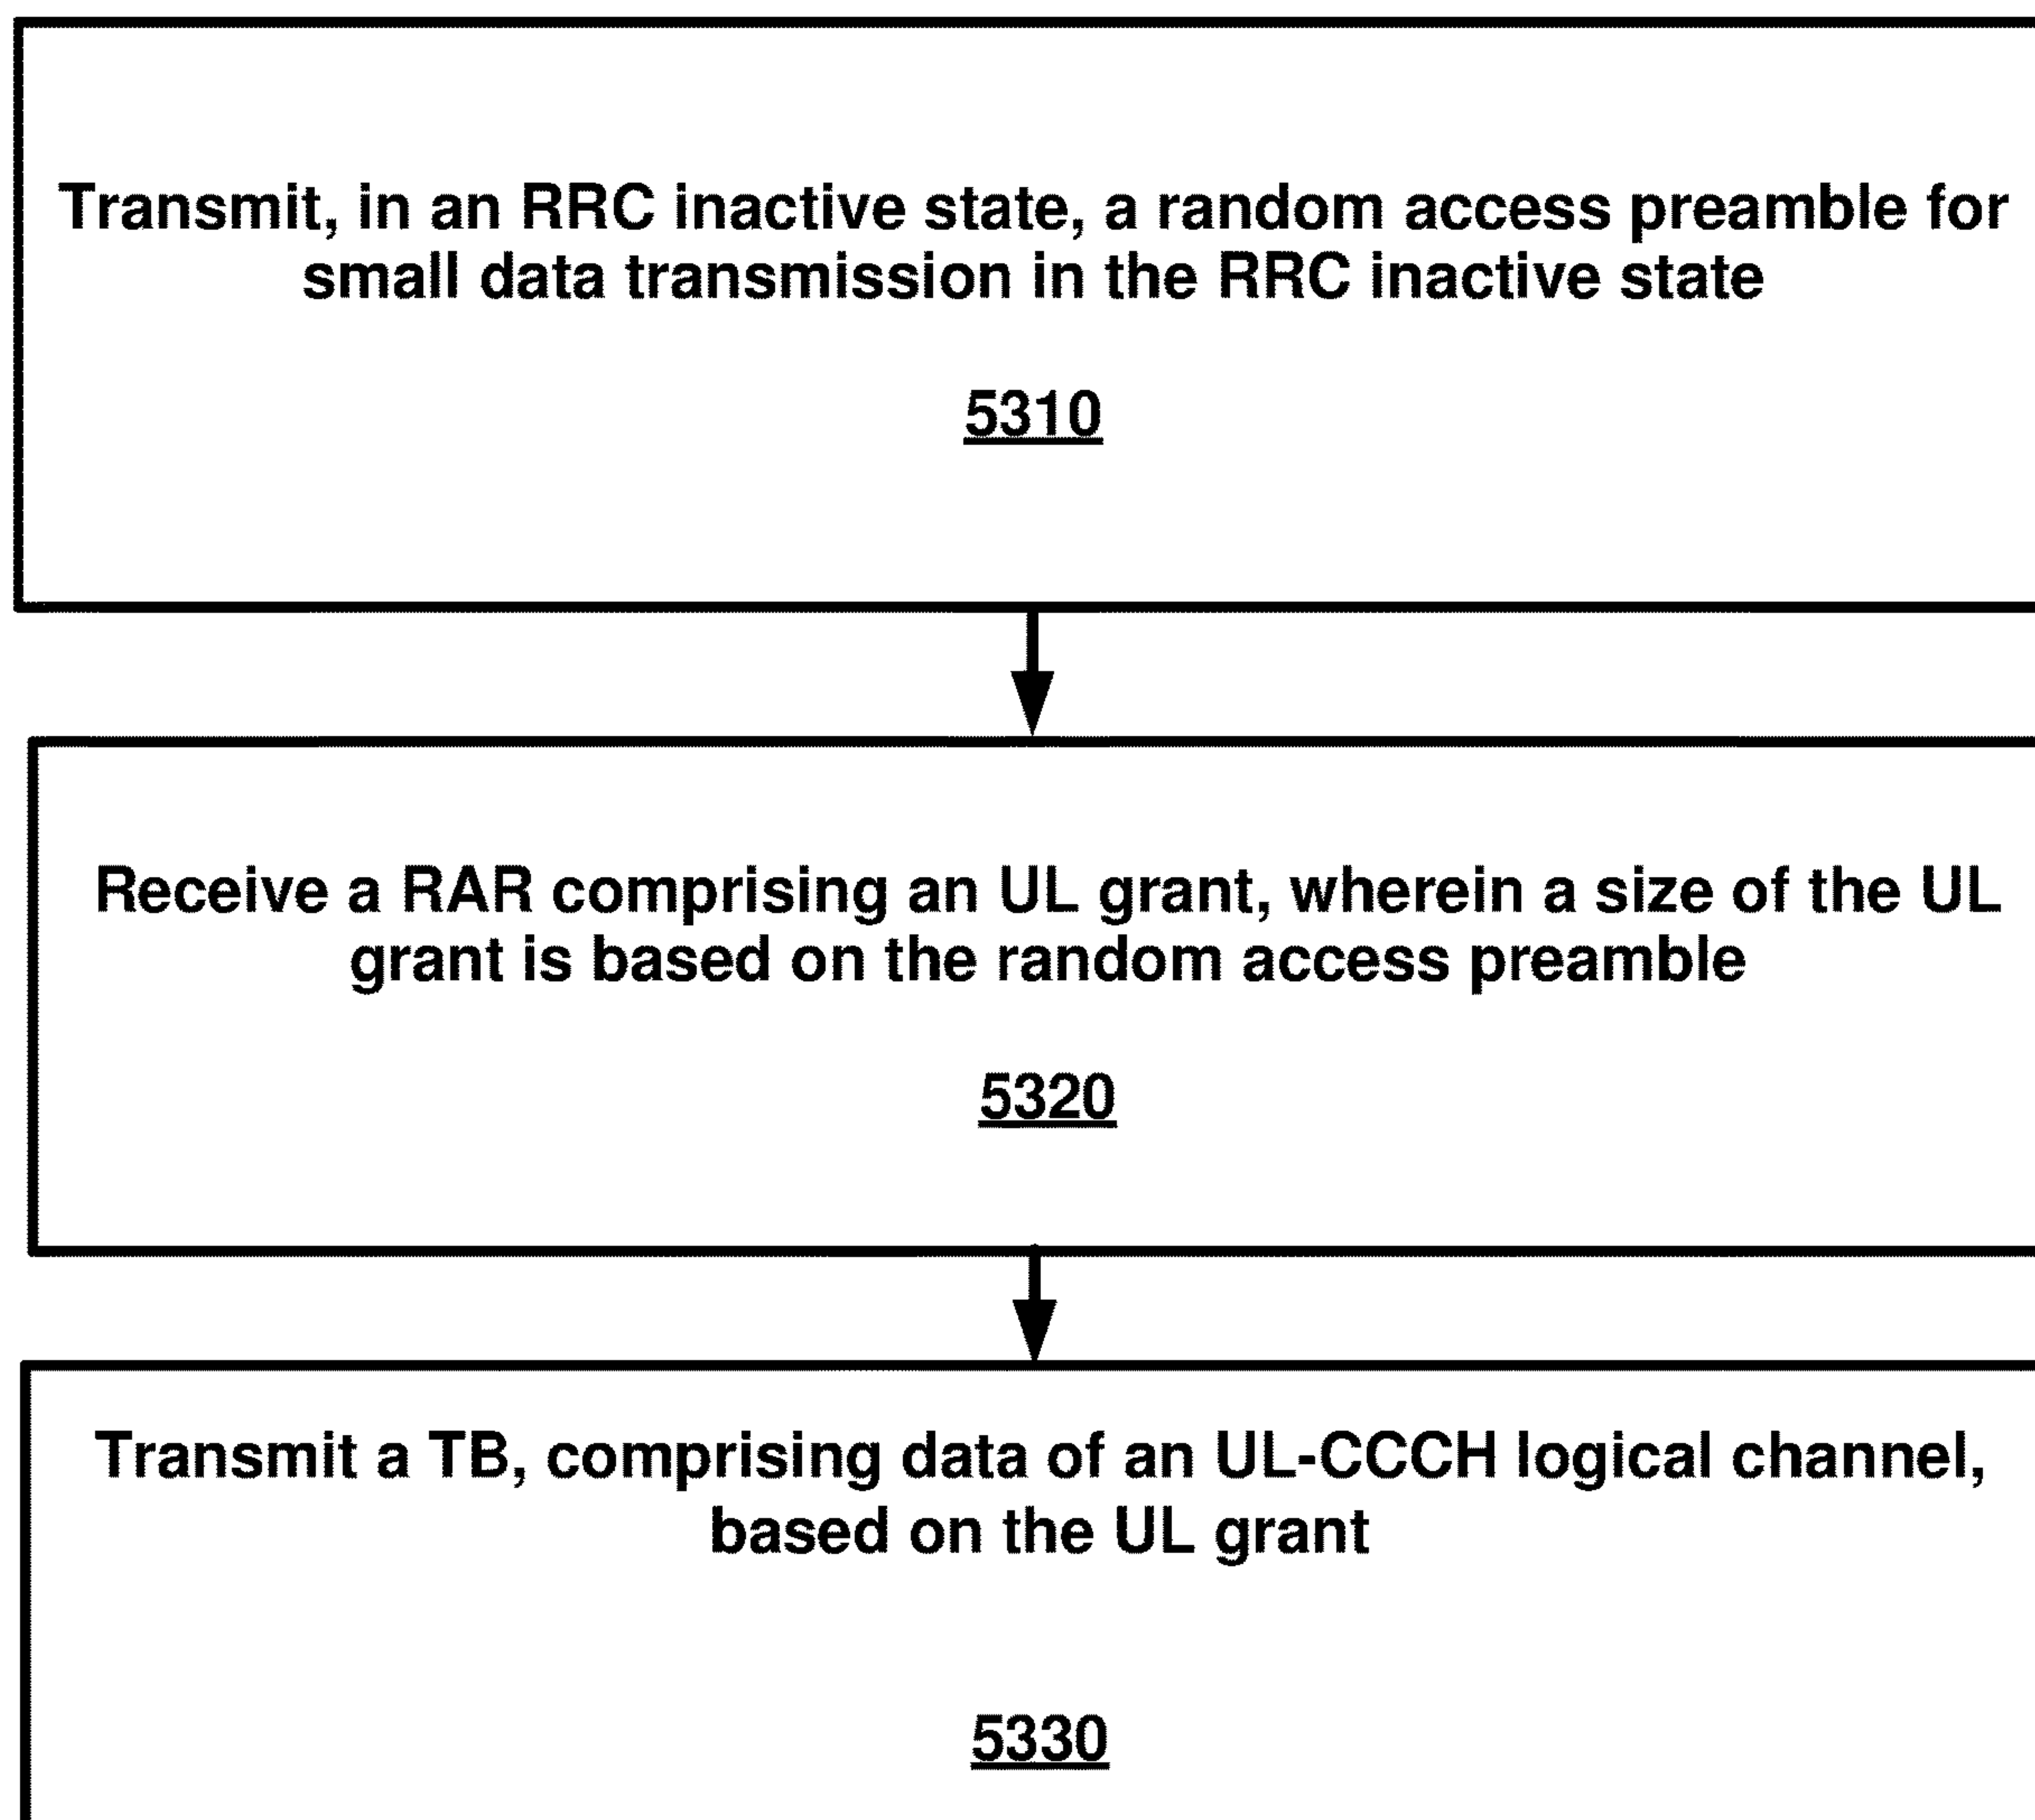 Transmit, in an RRC inactive state, a random access preamble for
small data transmission in the RRC inactive state
5310
Receive a RAR comprising an UL grant, wherein a size of the UL
grant is based on the random access preamble
5320
Transmit a TB, comprising data of an UL-CCCH logical channel,
based on the UL grant
5330